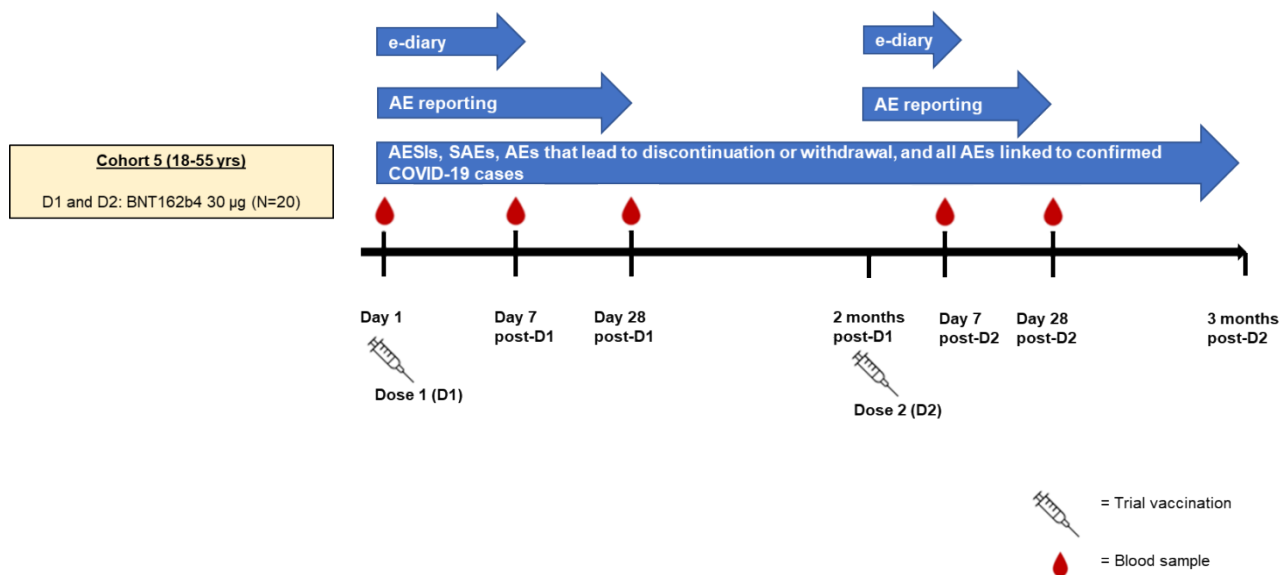 e-diary
e-diary
AE reporting
AE reporting
AESIs, SAEs, AEs that lead to discontinuation or withdrawal, and all AEs linked to confirmed
COVID-19 cases
Cohort 5 (18-55 yrs)
D1 and D2: BNT162b4 30 µg (N=20)
Day 1
Day 7
post-D1
Day 28
post-D1
2 months
post-D1
Day 7
post-D2
Day 28
post-D2
3 months
post-D2
Dose 1 (D1)
Dose 2 (D2)
= Trial vaccination
= Blood sample